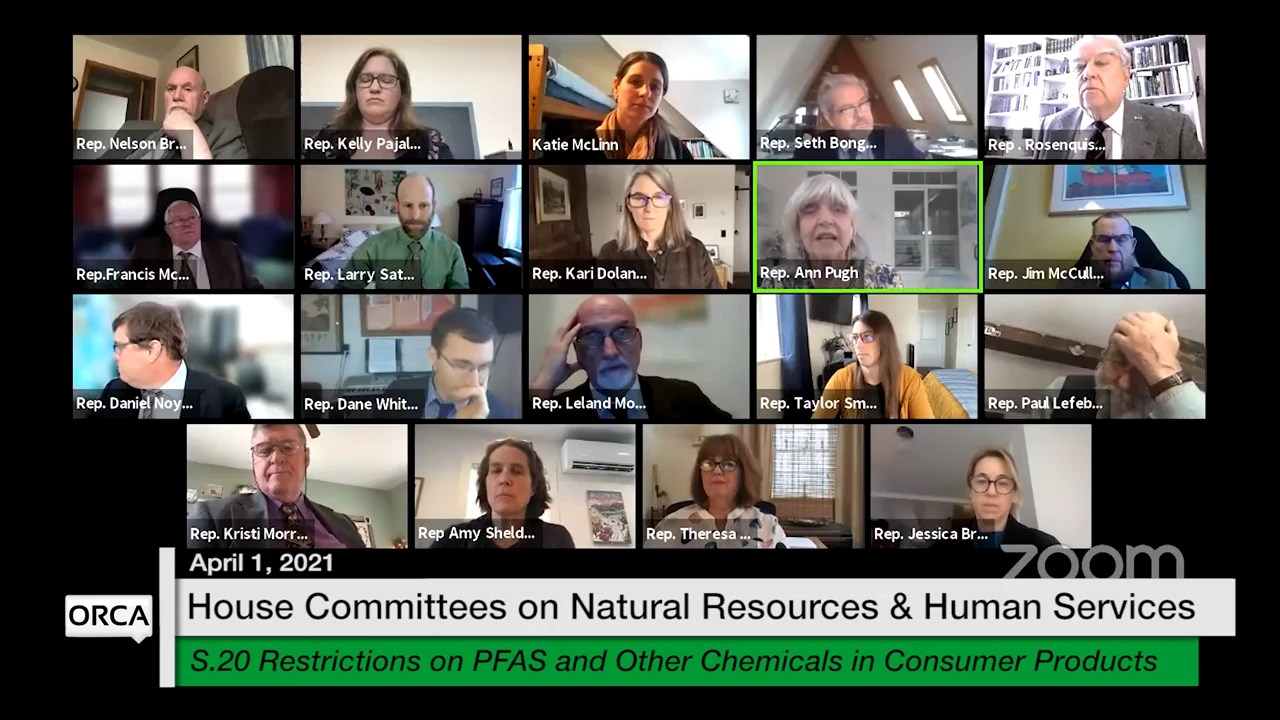 Rep. Nelson Br...
Rep. Kelly Pajal...
Katie McLinn
Rep. Seth Bong...
Rep . Rosenquis...
Rep.Francis Mc...
Rep. Larry Sat...
Rep. Kari Dolan...
Rep. Ann Pugh
Rep. Jim McCull...
Rep. Daniel Noy...
Rep. Dane Whit...
Rep. Leland Mo...
Rep. Taylor Sm...
Rep. Paul Lefeb...
Rep. Kristi Morr...
Rep Amy Sheld...
Rep. Theresa ...
Rep. Jessica Br...
zoom
April 1, 2021
ORCA
House Committees on Natural Resources & Human Services
S.20 Restrictions on PFAS and Other Chemicals in Consumer Products